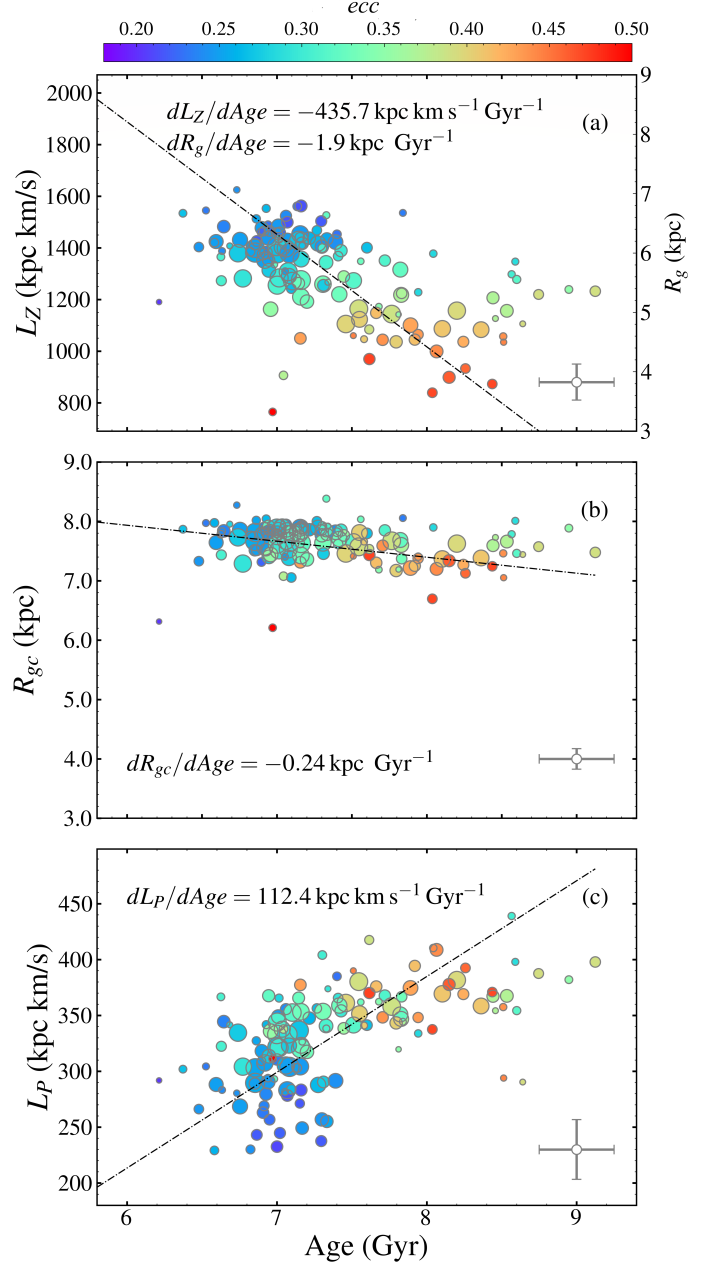 ecc
0.20 0.25 0.30 0.35 0.40 0.45 0.50
dL_Z/dAge = −435.7 kpc km s⁻¹ Gyr⁻¹
dR_g/dAge = −1.9 kpc Gyr⁻¹
(a)
2000
1800
1600
1400
1200
1000
800
L_Z (kpc km/s)
9
8
7
6
5
4
3
R_g (kpc)
(b)
9.0
8.0
7.0
6.0
5.0
4.0
3.0
R_gc (kpc)
dR_gc/dAge = −0.24 kpc Gyr⁻¹
dL_P/dAge = 112.4 kpc km s⁻¹ Gyr⁻¹
(c)
450
400
350
300
250
200
L_P (kpc km/s)
6 7 8 9
Age (Gyr)